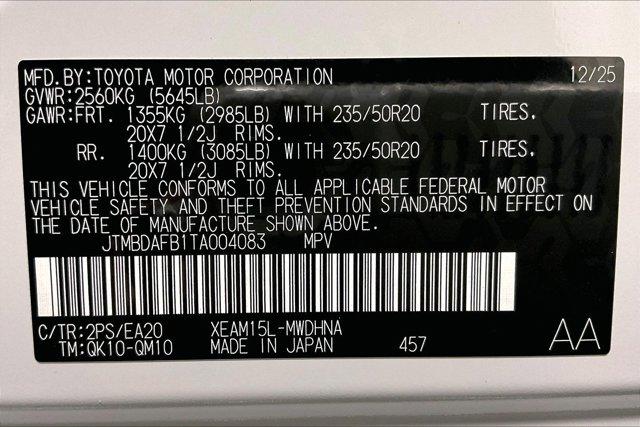 MFD.BY:TOYOTA MOTOR CORPORATION 12/25
GVWR:2560KG (5645LB)
GAWR:FRT. 1355KG (2985LB) WITH 235/50R20 TIRES.
20X7 1/2J RIMS.
RR. 1400KG (3085LB) WITH 235/50R20 TIRES.
20X7 1/2J RIMS.
THIS VEHICLE CONFORMS TO ALL APPLICABLE FEDERAL MOTOR
VEHICLE SAFETY AND THEFT PREVENTION STANDARDS IN EFFECT ON
THE DATE OF MANUFACTURE SHOWN ABOVE.
JTMBDAFB1TA004083 MPV
C/TR:2PS/EA20 XEAM15L-MWDHNA
TM:QK10-QM10 MADE IN JAPAN 457 AA